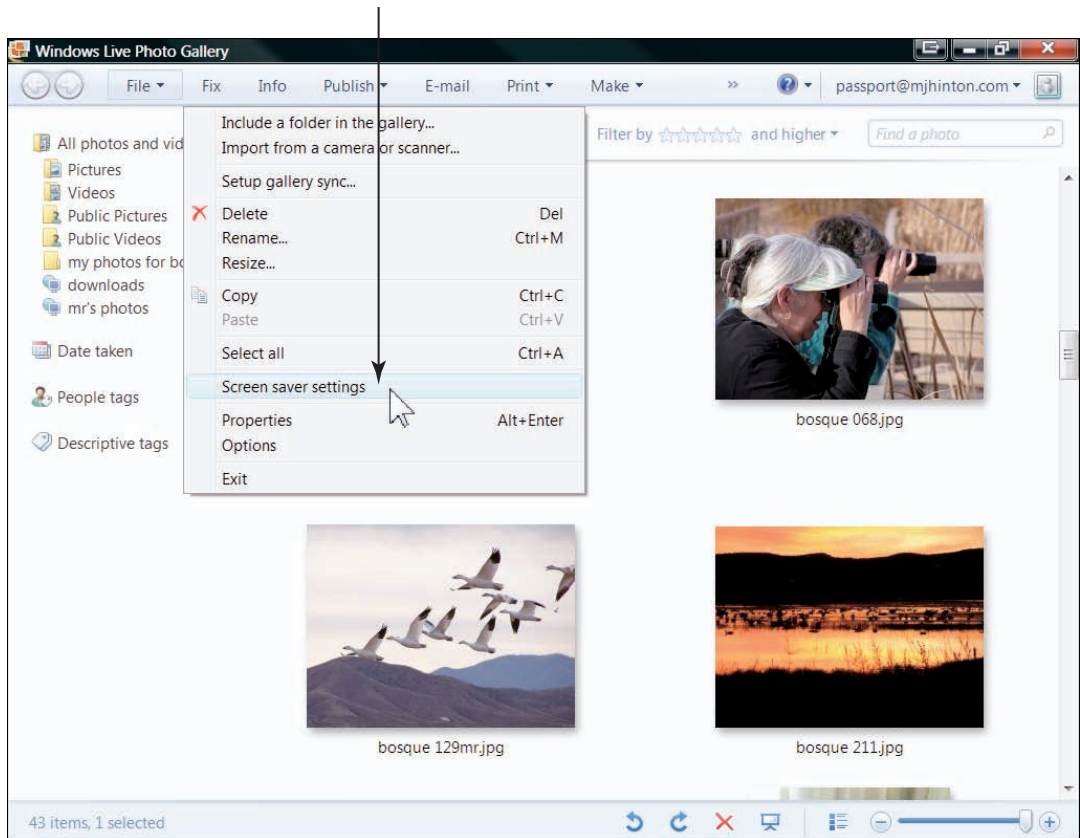 Windows Live Photo Gallery
File Fix Info Publish E-mail Print Make » passport@mjhinton.com
Include a folder in the gallery...
Import from a camera or scanner...
Setup gallery sync...
Delete Del
Rename... Ctrl+M
Resize...
Copy Ctrl+C
Paste Ctrl+V
Select all Ctrl+A
Screen saver settings
Properties Alt+Enter
Options
Exit
Filter by and higher Find a photo
All photos and vid
Pictures
Videos
Public Pictures
Public Videos
my photos for bo
downloads
mr's photos
Date taken
People tags
Descriptive tags
bosque 068.jpg
bosque 129mr.jpg
bosque 211.jpg
43 items, 1 selected